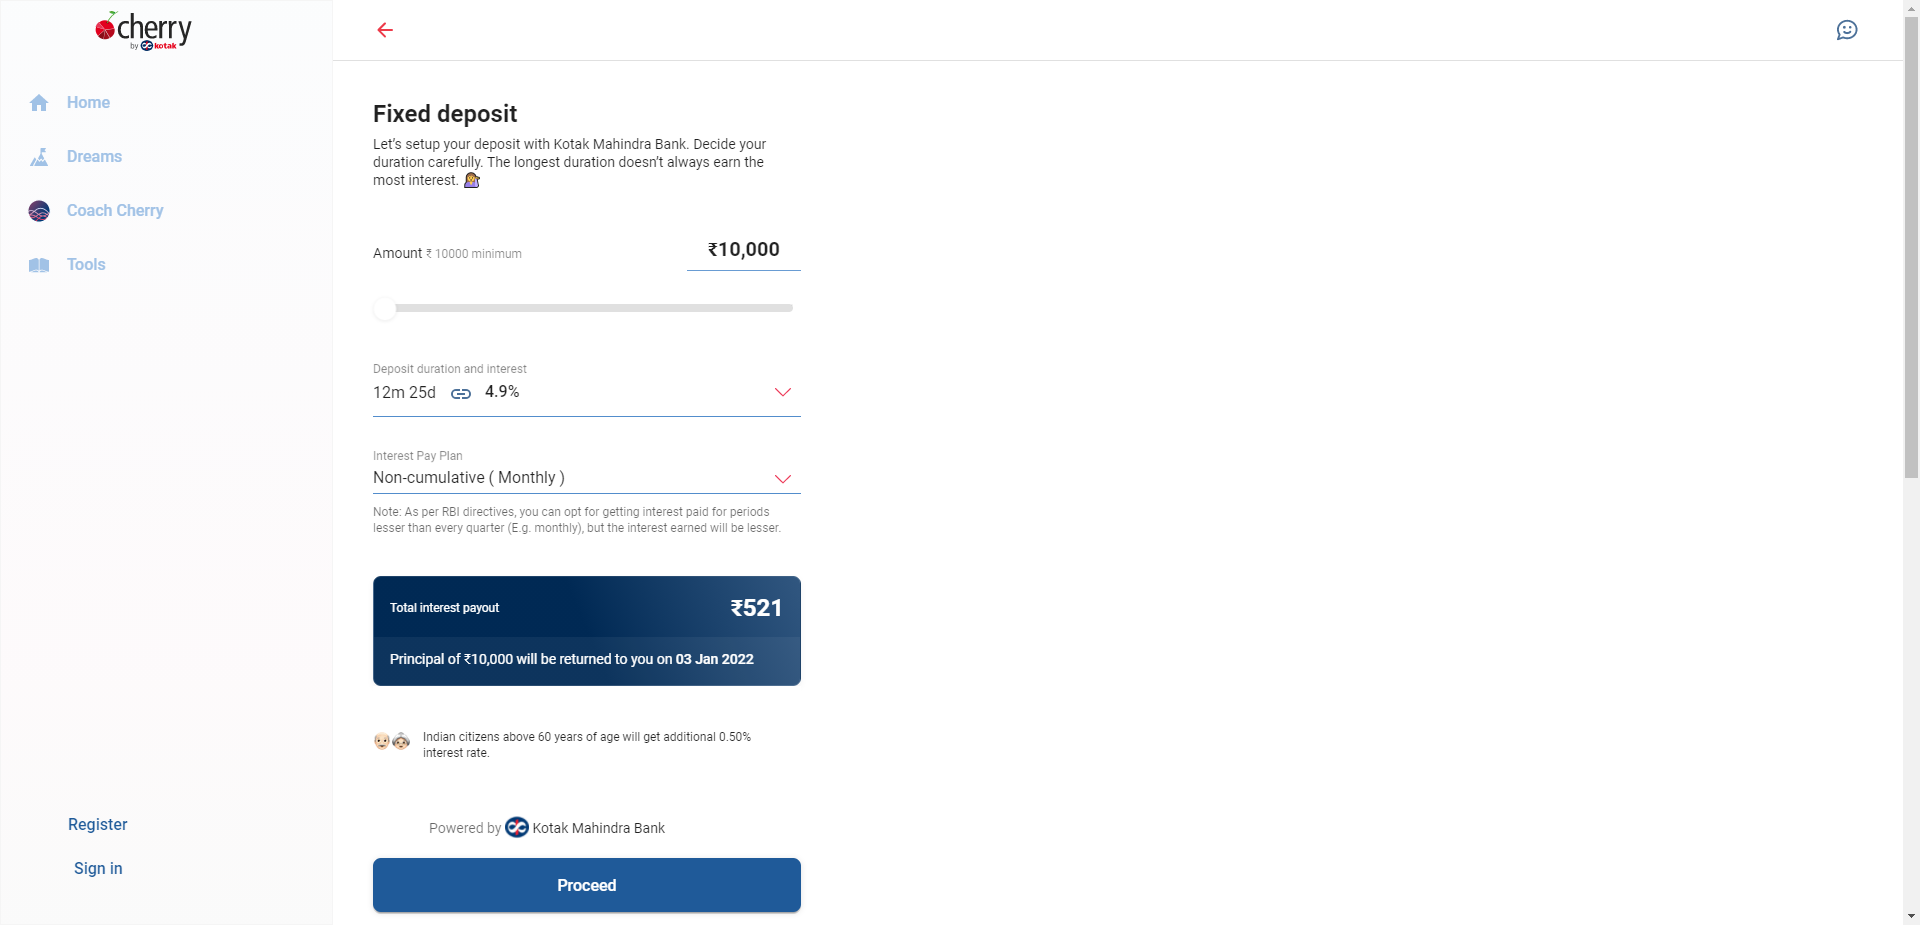 cherry
by kotak
Home
Dreams
Coach Cherry
Tools
Register
Sign in
Fixed deposit
Let's setup your deposit with Kotak Mahindra Bank. Decide your
duration carefully. The longest duration doesn't always earn the
most interest.
Amount ₹ 10000 minimum
₹10,000
Deposit duration and interest
12m 25d 4.9%
Interest Pay Plan
Non-cumulative ( Monthly )
Note: As per RBI directives, you can opt for getting interest paid for periods
lesser than every quarter (E.g. monthly), but the interest earned will be lesser.
Total interest payout ₹521
Principal of ₹10,000 will be returned to you on 03 Jan 2022
Indian citizens above 60 years of age will get additional 0.50%
interest rate.
Powered by Kotak Mahindra Bank
Proceed